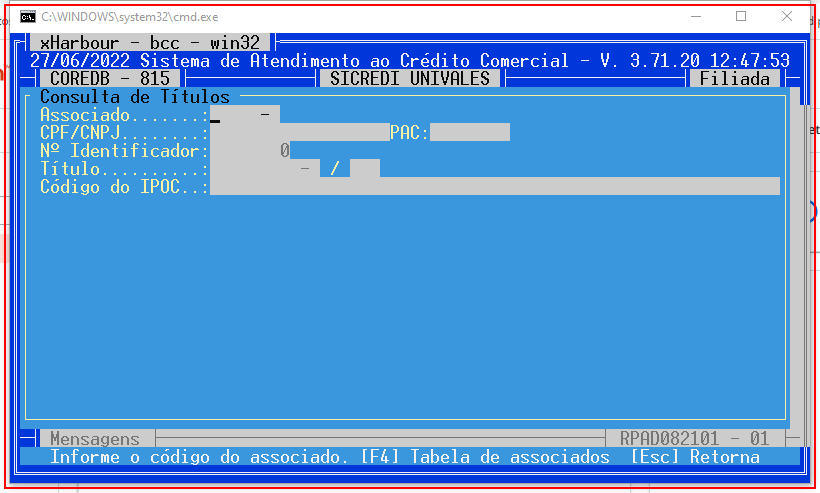 C:\WINDOWS\system32\cmd.exe
xHarbour - bcc - win32
27/06/2022 Sistema de Atendimento ao Crédito Comercial - V. 3.71.20 12:47:53
COREDB - 815 SICREDI UNIVALES Filiada
Consulta de Títulos
Associado.......: -
CPF/CNPJ........: PAC:
Nº Identificador: 0
Título..........: - /
Código do IPOC..:
Mensagens RPAD082101 - 01
Informe o código do associado. [F4] Tabela de associados [Esc] Retorna